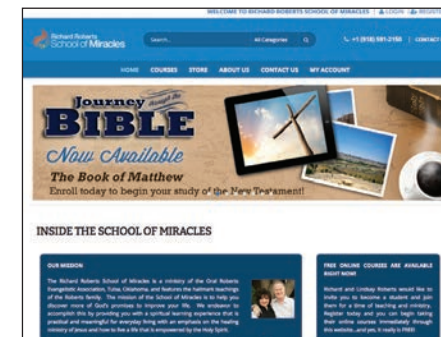 WELCOME TO RICHARD ROBERTS SCHOOL OF MIRACLES | LOGIN REGISTER
Richard Roberts
School of Miracles
Search...
All Categories
+1 (918) 591-2150 | CONTACT
HOME COURSES STORE ABOUT US CONTACT US MY ACCOUNT
Journey through the
BIBLE
Now Available
The Book of Matthew
Enroll today to begin your study of the New Testament!
INSIDE THE SCHOOL OF MIRACLES
OUR MISSION
The Richard Roberts School of Miracles is a ministry of the Oral Roberts
Evangelistic Association, Tulsa, Oklahoma, and features the hallmark teachings
of the Roberts family. The mission of the School of Miracles is to help you
discover more of God's promises to improve your life. We endeavor to
accomplish this by providing you with a spiritual learning experience that is
practical and meaningful for everyday living with an emphasis on the healing
ministry of Jesus and how to live a life that is empowered by the Holy Spirit.
FREE ONLINE COURSES ARE AVAILABLE
RIGHT NOW!
Richard and Lindsay Roberts would like to
invite you to become a student and join
them for a time of teaching and ministry.
Register today and you can begin taking
their online courses immediately through
this website...and yes, it really is FREE!